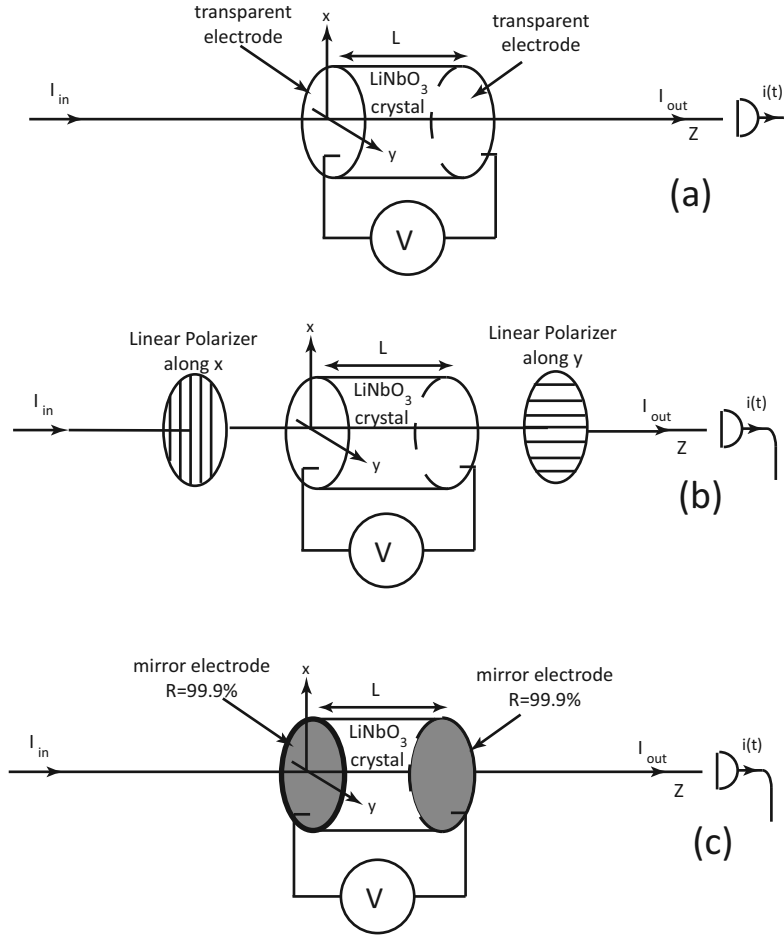 x
transparent
electrode
L
transparent
electrode
LiNbO3
crystal
I in
I out
i(t)
Z
y
(a)
V
Linear Polarizer
along x
x
L
Linear Polarizer
along y
LiNbO3
crystal
I in
I out
i(t)
Z
y
(b)
V
mirror electrode
R=99.9%
x
L
mirror electrode
R=99.9%
LiNbO3
crystal
I in
I out
i(t)
Z
y
(c)
V